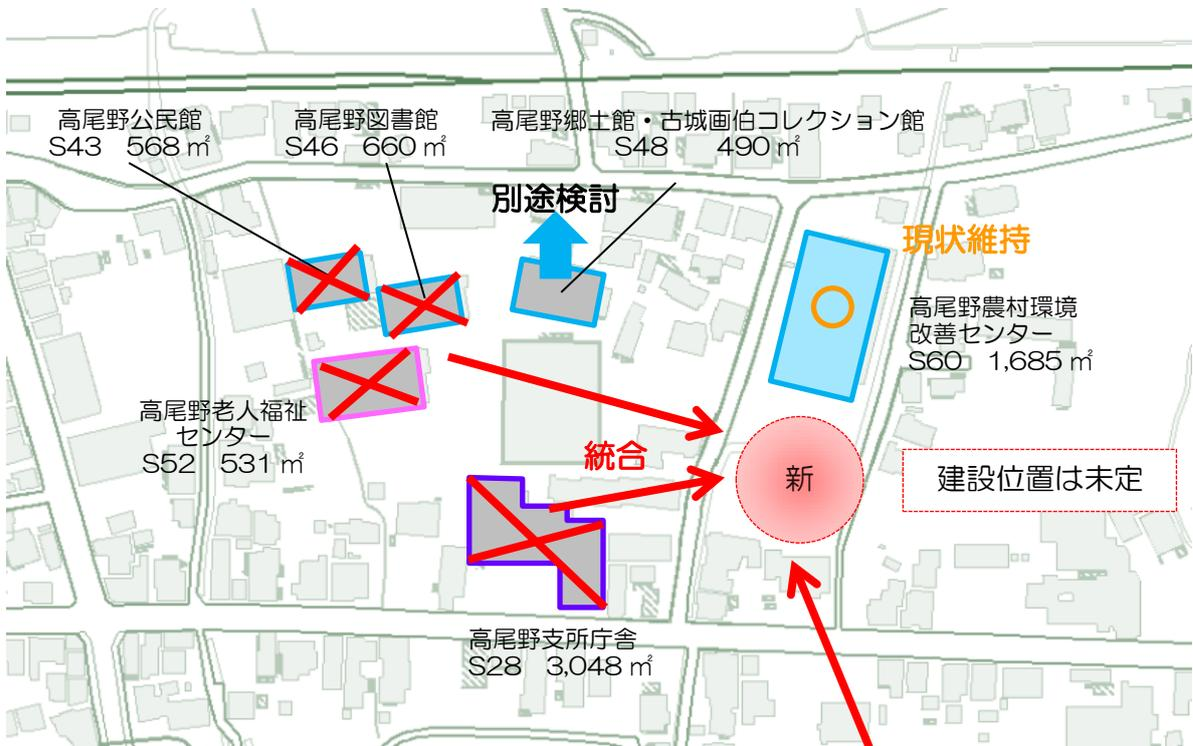 高尾野公民館
S43　568㎡
高尾野図書館
S46　660㎡
高尾野郷土館・古城画伯コレクション館
S48　490㎡
別途検討
現状維持
高尾野農村環境
改善センター
S60　1,685㎡
高尾野老人福祉
センター
S52　531㎡
統合
新
建設位置は未定
高尾野支所庁舎
S28　3,048㎡